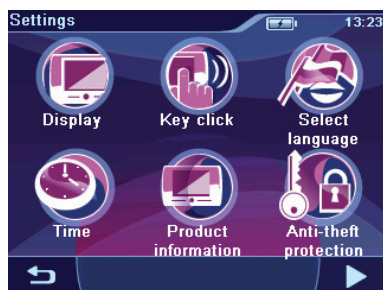 Settings
13:23
Display
Key click
Select
language
Time
Product
information
Anti-theft
protection